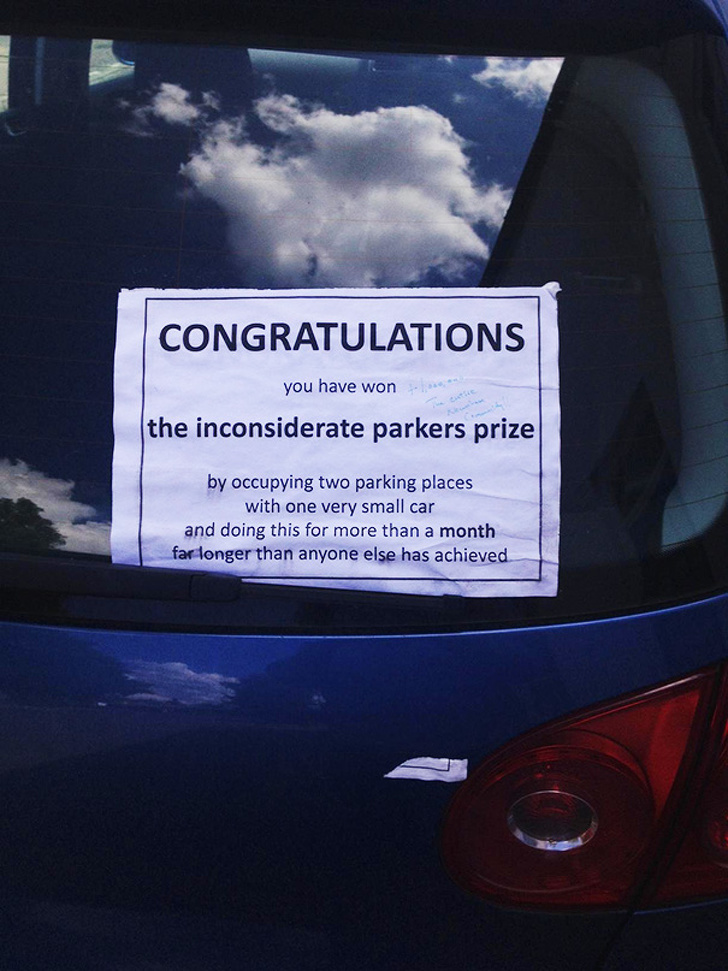 CONGRATULATIONS
you have won
the inconsiderate parkers prize
by occupying two parking places
with one very small car
and doing this for more than a month
far longer than anyone else has achieved